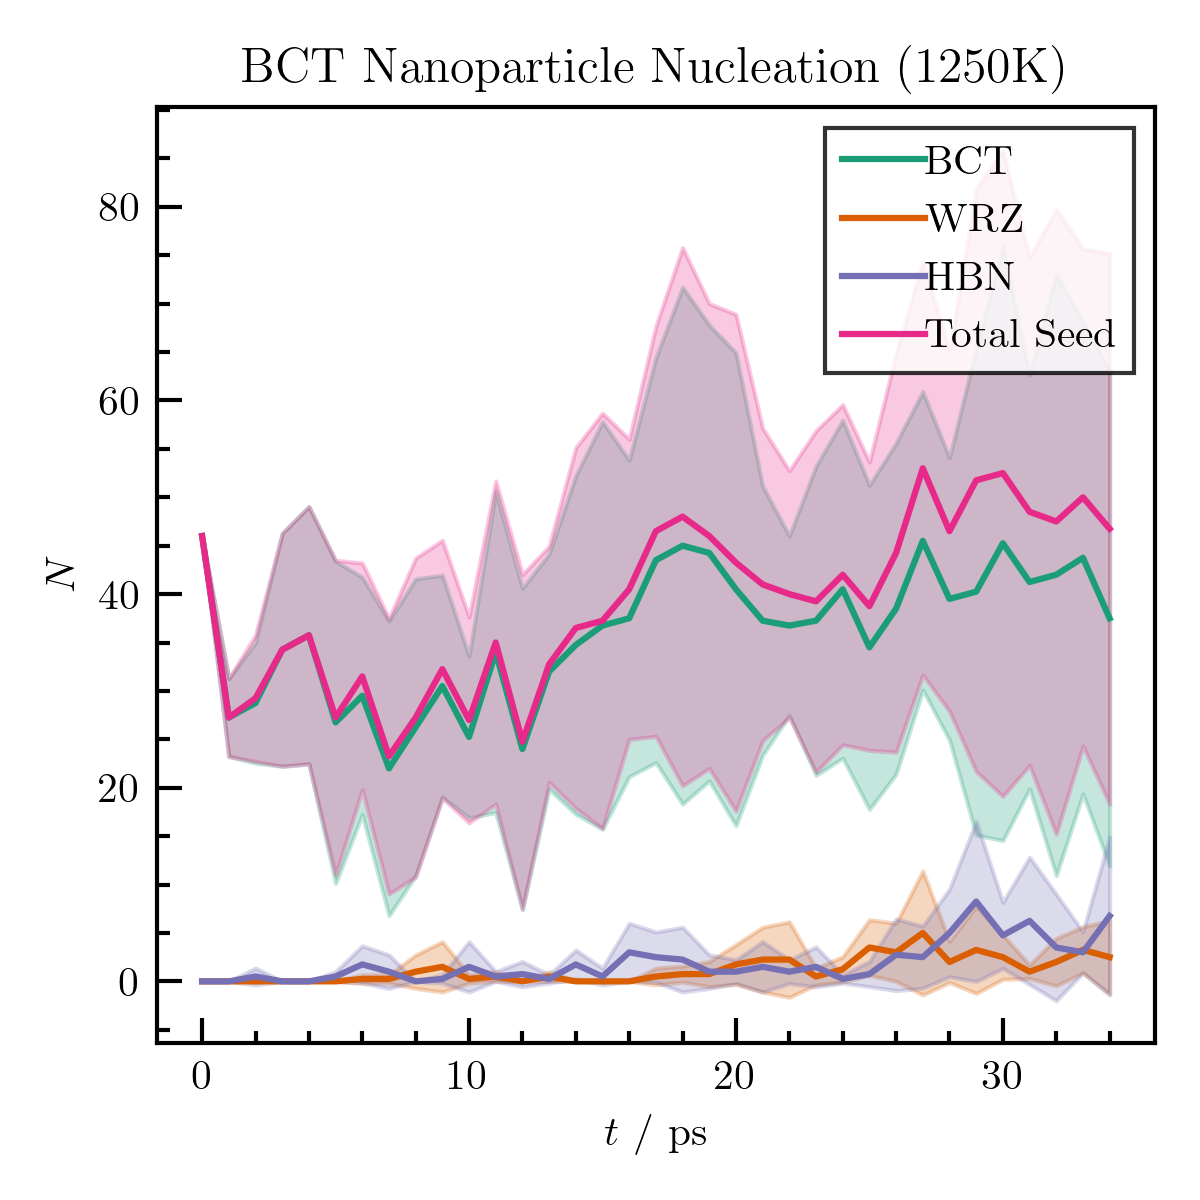 BCT Nanoparticle Nucleation (1250K)
BCT
WRZ
HBN
Total Seed
80
60
40
20
0
N
0 10 20 30
t / ps